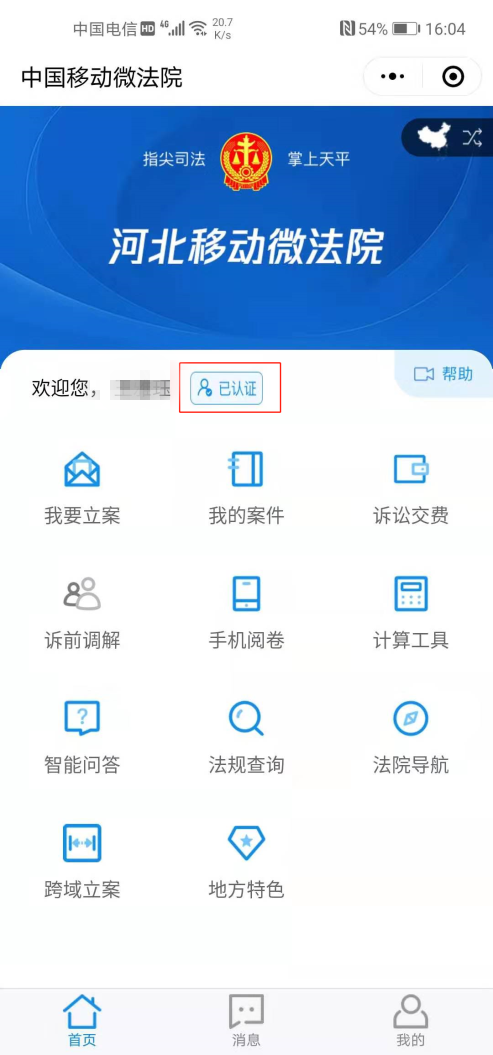 中国电信 HD 4G 20.7 K/s 54% 16:04
中国移动微法院
指尖司法 掌上天平
河北移动微法院
欢迎您， 已认证 帮助
我要立案 我的案件 诉讼交费
诉前调解 手机阅卷 计算工具
智能问答 法规查询 法院导航
跨域立案 地方特色
首页 消息 我的